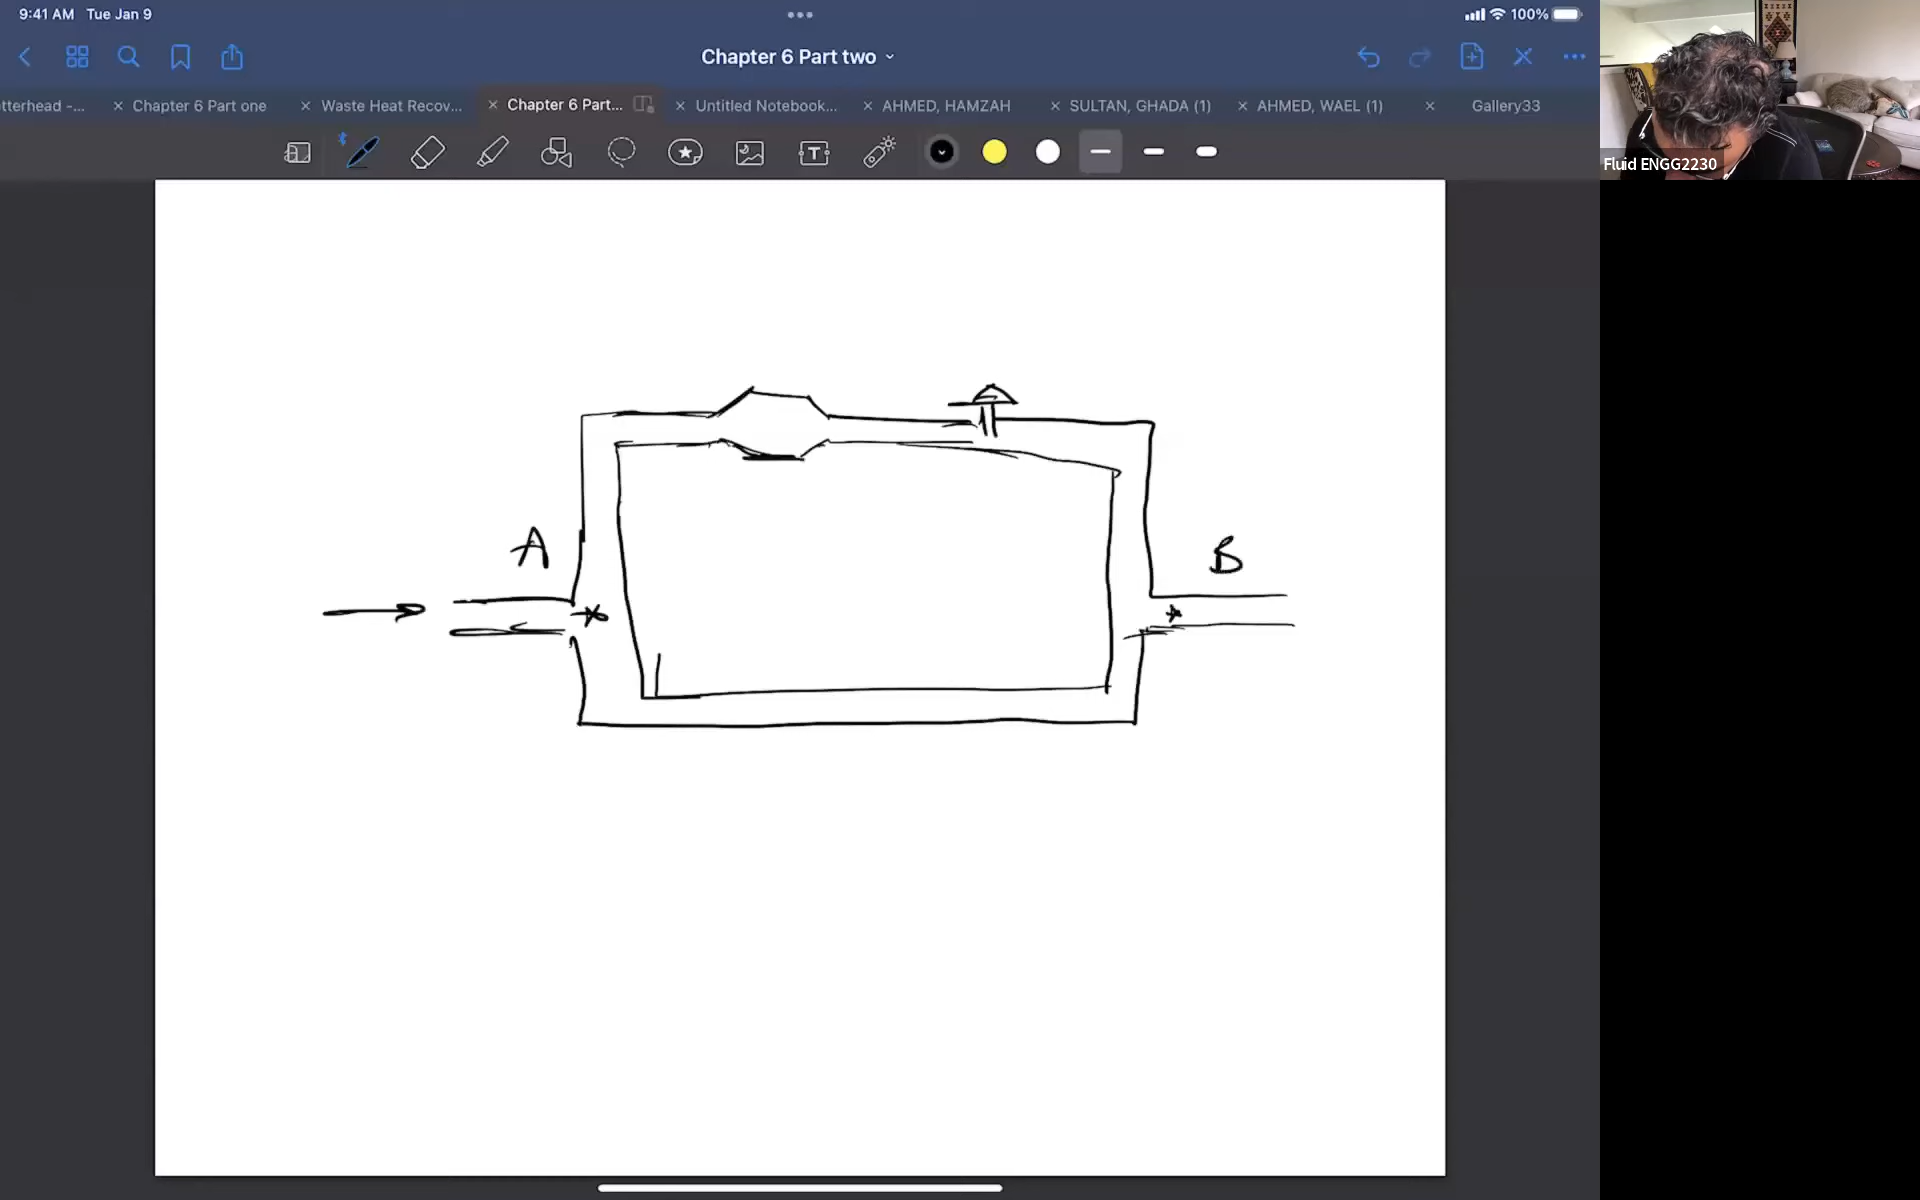 9:41 AM Tue Jan 9
100%
Chapter 6 Part two
tterhead -...
Chapter 6 Part one
Waste Heat Recov...
Chapter 6 Part...
Untitled Notebook...
AHMED, HAMZAH
SULTAN, GHADA (1)
AHMED, WAEL (1)
Gallery33
T
Fluid ENGG2230
A
B